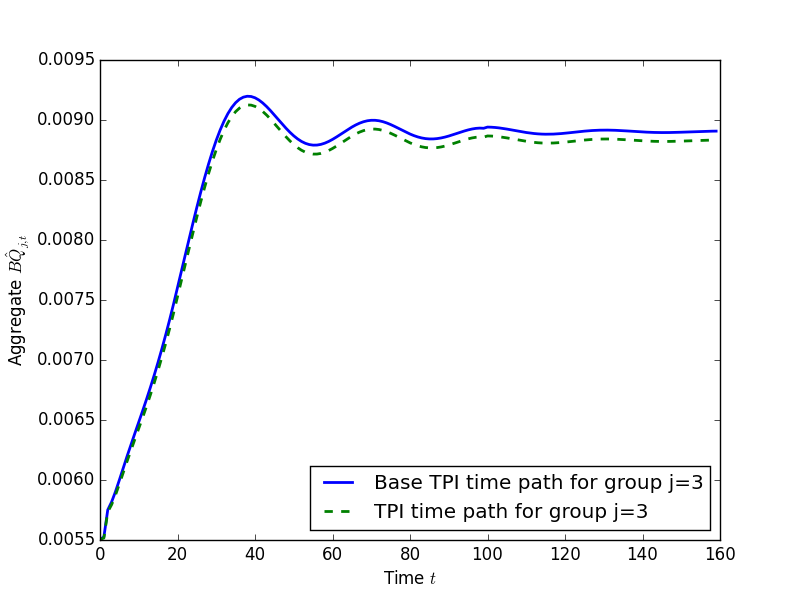 0.0095
0.0090
0.0085
0.0080
0.0075
0.0070
0.0065
0.0060
0.0055
Aggregate $\hat{BQ}_{j,t}$
Base TPI time path for group j=3
TPI time path for group j=3
0 20 40 60 80 100 120 140 160
Time t